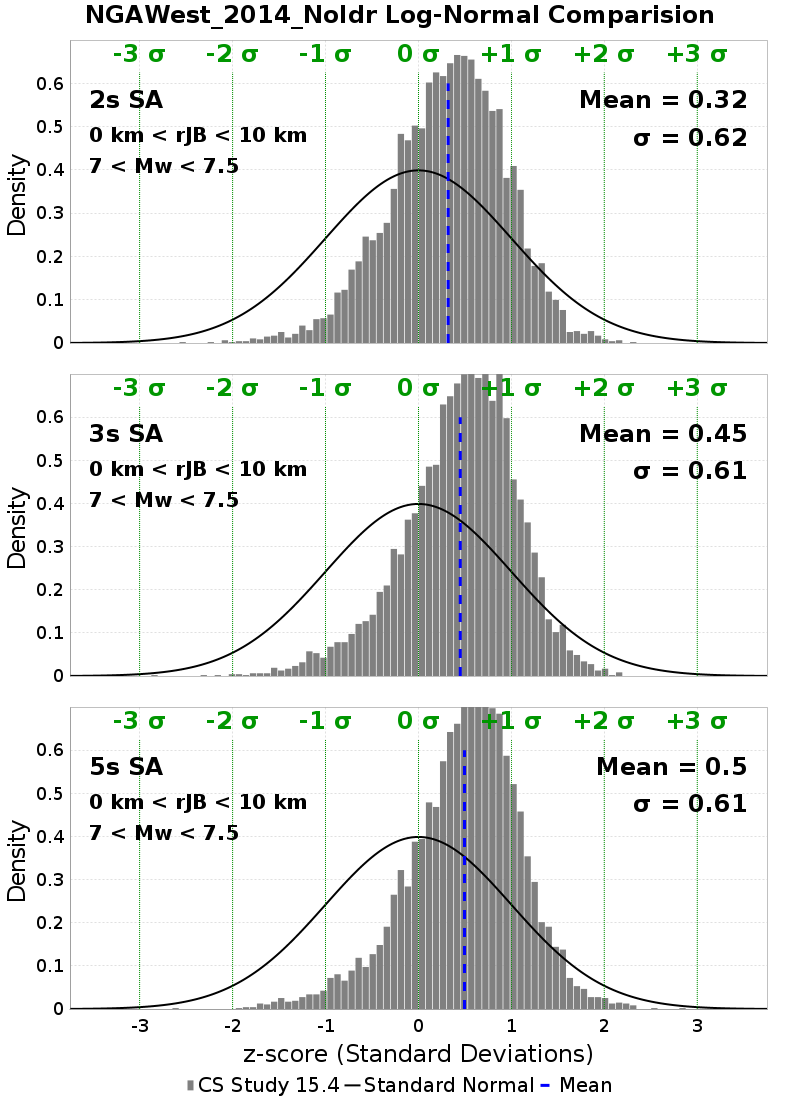 NGAWest_2014_NoIdr Log-Normal Comparision
-3 σ -2 σ -1 σ 0 σ +1 σ +2 σ +3 σ
0.6
2s SA Mean = 0.32
0.5
0 km < rJB < 10 km σ = 0.62
7 < Mw < 7.5
0.4
Density
0.3
0.2
0.1
0
-3 σ -2 σ -1 σ 0 σ +1 σ +2 σ +3 σ
0.6
3s SA Mean = 0.45
0.5
0 km < rJB < 10 km σ = 0.61
7 < Mw < 7.5
0.4
Density
0.3
0.2
0.1
0
-3 σ -2 σ -1 σ 0 σ +1 σ +2 σ +3 σ
0.6
5s SA Mean = 0.5
0.5
0 km < rJB < 10 km σ = 0.61
7 < Mw < 7.5
0.4
Density
0.3
0.2
0.1
0
-3 -2 -1 0 1 2 3
z-score (Standard Deviations)
CS Study 15.4 Standard Normal Mean